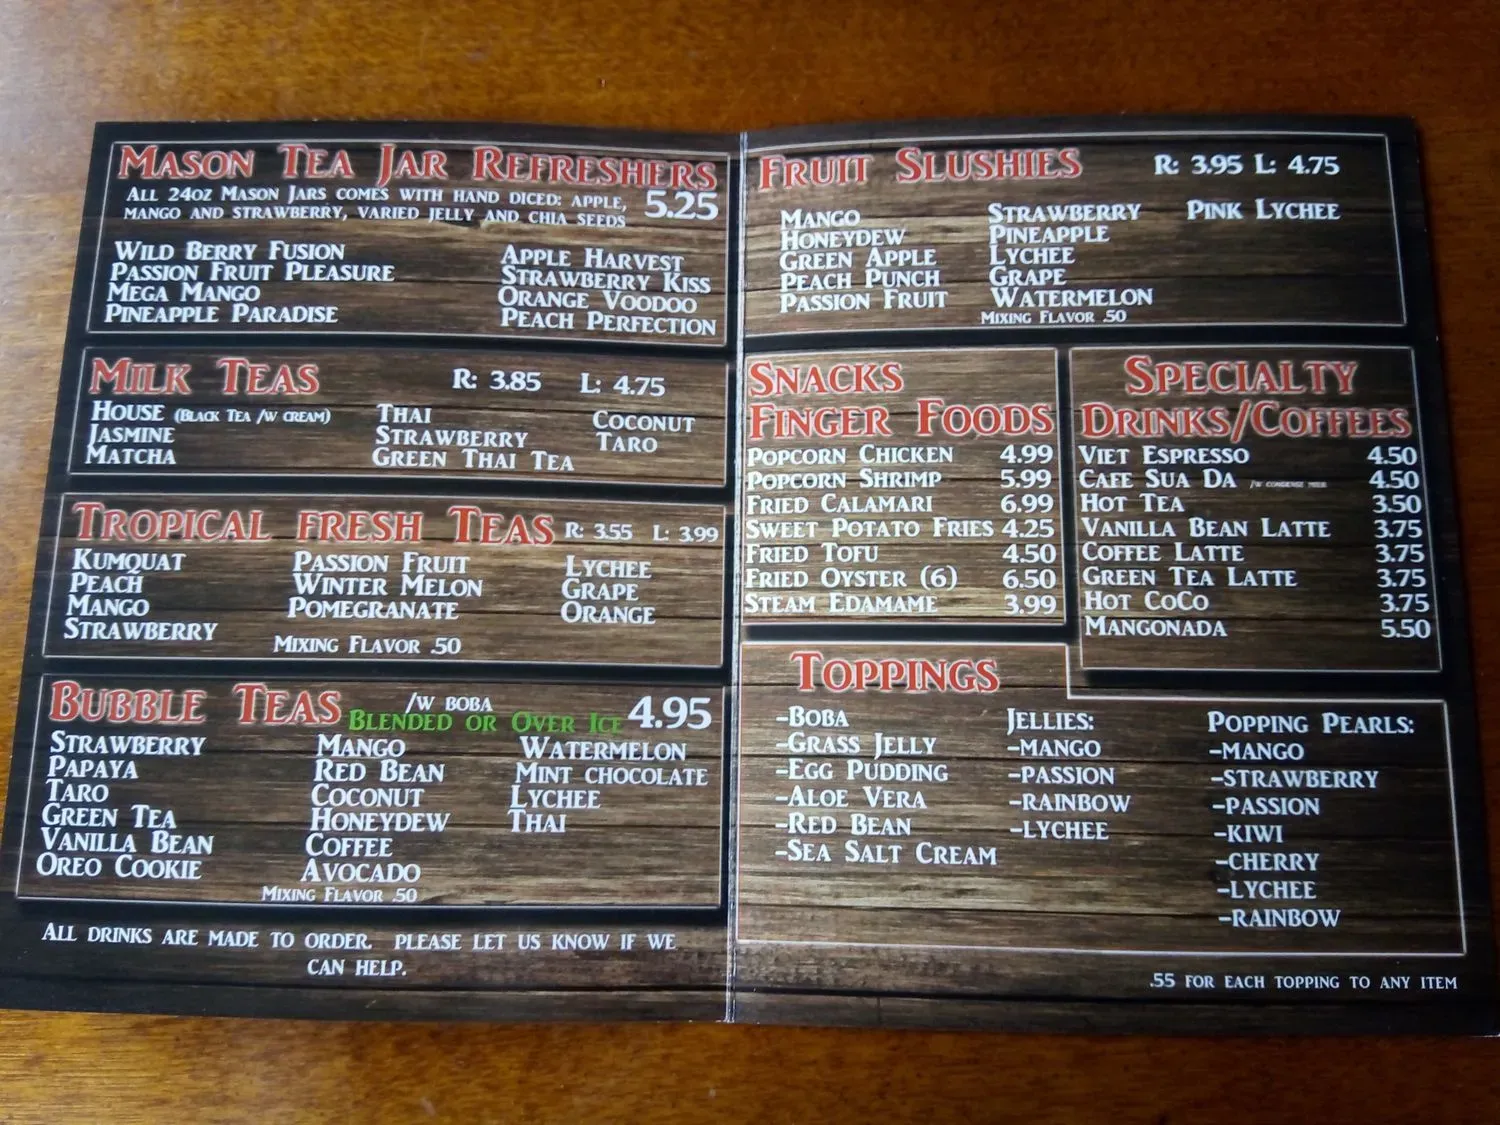 Mason Tea Jar Refreshers
All 24oz Mason Jars comes with hand diced: apple,
mango and strawberry, varied jelly and chia seeds
5.25
Wild Berry Fusion
Passion Fruit Pleasure
Mega Mango
Pineapple Paradise
Apple Harvest
Strawberry Kiss
Orange Voodoo
Peach Perfection
Milk Teas R: 3.85 L: 4.75
House (Black Tea /w cream)
Jasmine
Matcha
Thai
Strawberry
Green Thai Tea
Coconut
Taro
Tropical fresh Teas R: 3.55 L: 3.99
Kumquat
Peach
Mango
Strawberry
Passion Fruit
Winter Melon
Pomegranate
Lychee
Grape
Orange
Mixing Flavor .50
Bubble Teas /w boba
Blended or Over Ice 4.95
Strawberry
Papaya
Taro
Green Tea
Vanilla Bean
Oreo Cookie
Mango
Red Bean
Coconut
Honeydew
Coffee
Avocado
Watermelon
Mint chocolate
Lychee
Thai
Mixing Flavor .50
All drinks are made to order. please let us know if we
can help.
Fruit Slushies R: 3.95 L: 4.75
Mango
Honeydew
Green Apple
Peach Punch
Passion Fruit
Strawberry
Pineapple
Lychee
Grape
Watermelon
Pink Lychee
Mixing Flavor .50
Snacks
Finger Foods
Popcorn Chicken 4.99
Popcorn Shrimp 5.99
Fried Calamari 6.99
Sweet Potato Fries 4.25
Fried Tofu 4.50
Fried Oyster (6) 6.50
Steam Edamame 3.99
Specialty
Drinks/Coffees
Viet Espresso 4.50
Cafe Sua Da /w condense milk 4.50
Hot Tea 3.50
Vanilla Bean Latte 3.75
Coffee Latte 3.75
Green Tea Latte 3.75
Hot CoCo 3.75
Mangonada 5.50
Toppings
-Boba
-Grass Jelly
-Egg Pudding
-Aloe Vera
-Red Bean
-Sea Salt Cream
Jellies:
-mango
-passion
-rainbow
-lychee
Popping Pearls:
-mango
-strawberry
-passion
-kiwi
-cherry
-lychee
-rainbow
.55 for each topping to any item